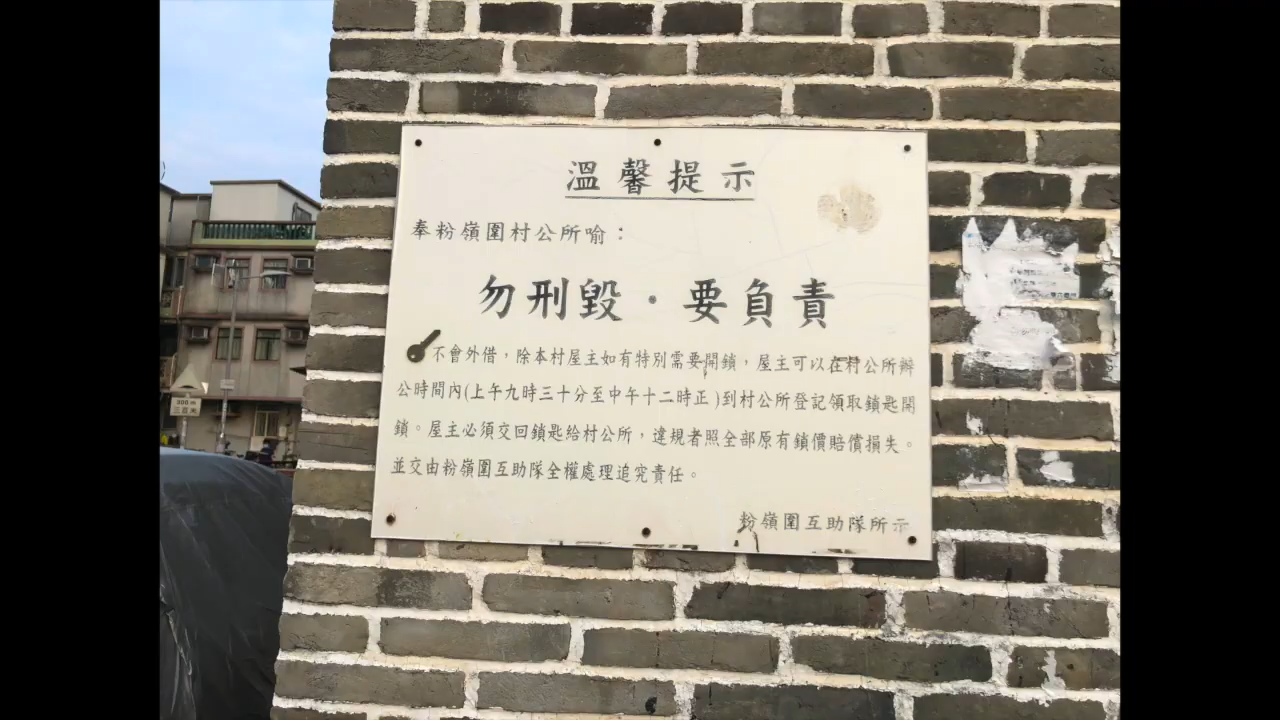 溫馨提示
奉粉嶺圍村公所喻：
勿刑毀·要負責
不會外借，除本村屋主如有特別需要開鎖，屋主可以在村公所辦
公時間內(上午九時三十分至中午十二時正)到村公所登記領取鎖匙開
鎖。屋主必須交回鎖匙給村公所，違規者照全部原有鎖價賠償損失。
並交由粉嶺圍互助隊全權處理追究責任。
粉嶺圍互助隊所示